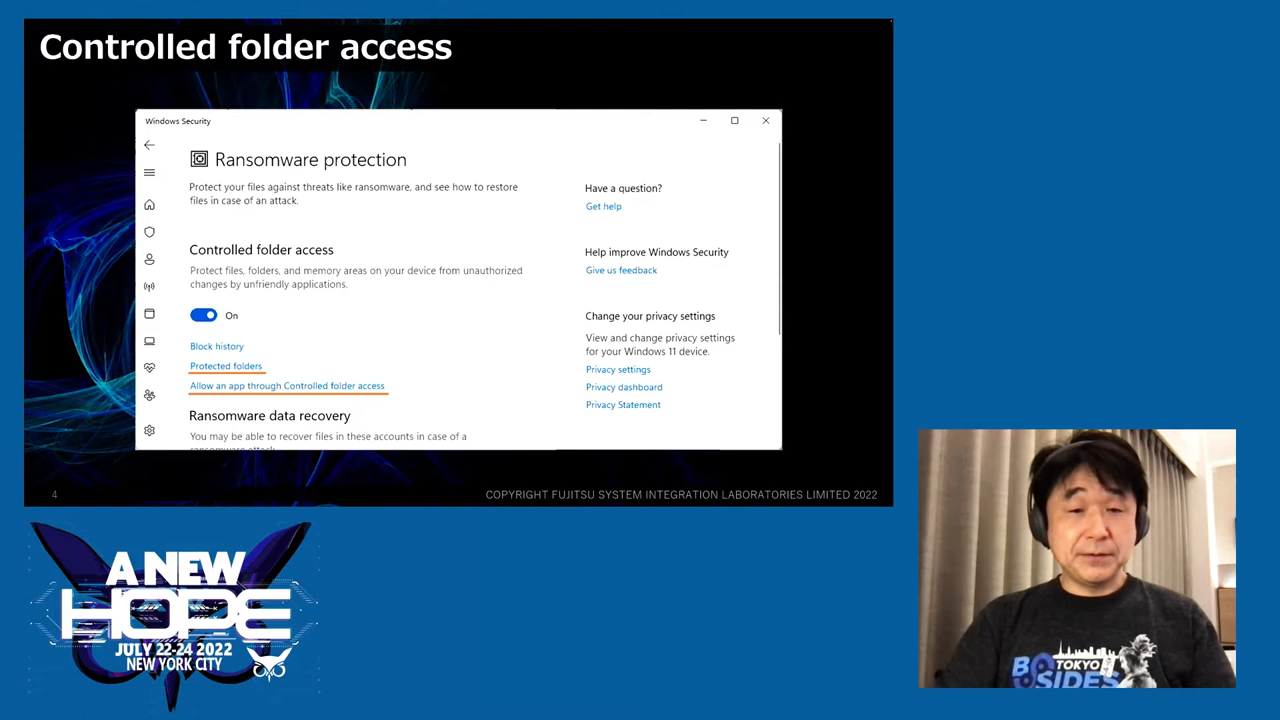 Controlled folder access
Windows Security
Ransomware protection
Protect your files against threats like ransomware, and see how to restore
files in case of an attack.
Controlled folder access
Protect files, folders, and memory areas on your device from unauthorized
changes by unfriendly applications.
On
Block history
Protected folders
Allow an app through Controlled folder access
Ransomware data recovery
You may be able to recover files in these accounts in case of a
ransomware attack.
Have a question?
Get help
Help improve Windows Security
Give us feedback
Change your privacy settings
View and change privacy settings
for your Windows 11 device.
Privacy settings
Privacy dashboard
Privacy Statement
4
COPYRIGHT FUJITSU SYSTEM INTEGRATION LABORATORIES LIMITED 2022
A NEW
HOPE
JULY 22-24 2022
NEW YORK CITY
TOKYO
BSIDES